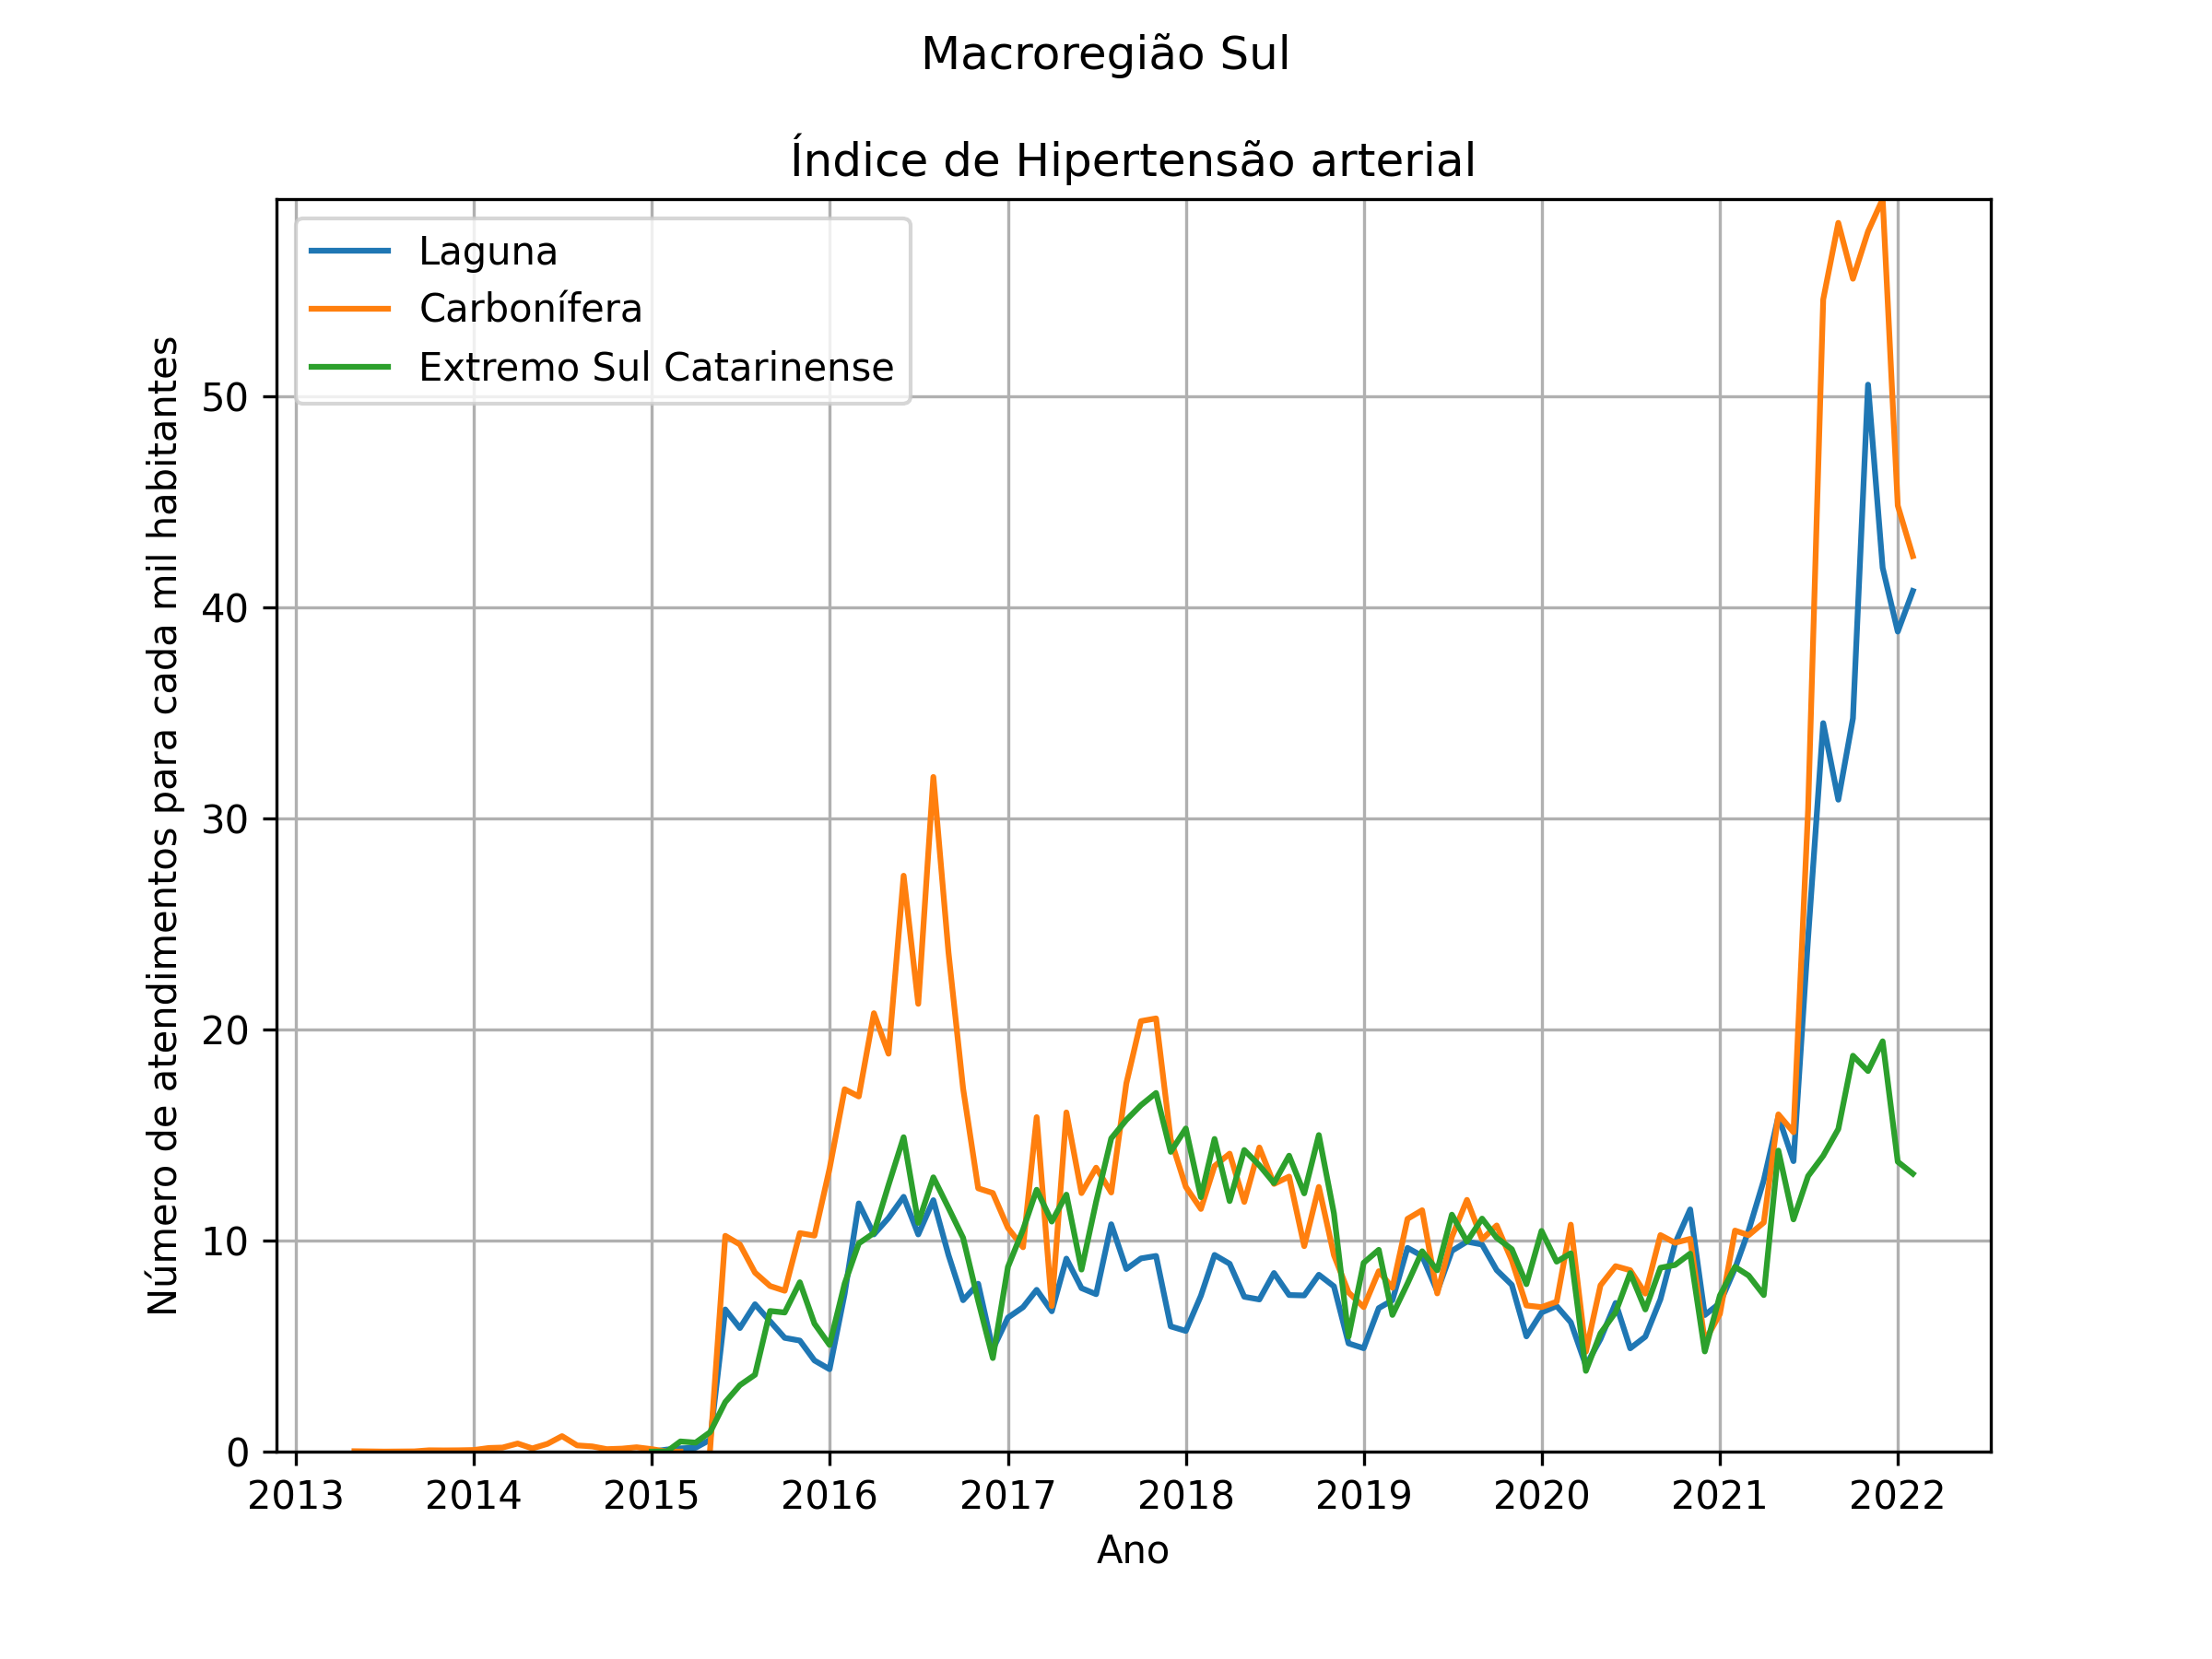 Macroregião Sul
Índice de Hipertensão arterial
Laguna
Carbonífera
Extremo Sul Catarinense
Número de atendimentos para cada mil habitantes
50
40
30
20
10
0
2013 2014 2015 2016 2017 2018 2019 2020 2021 2022
Ano